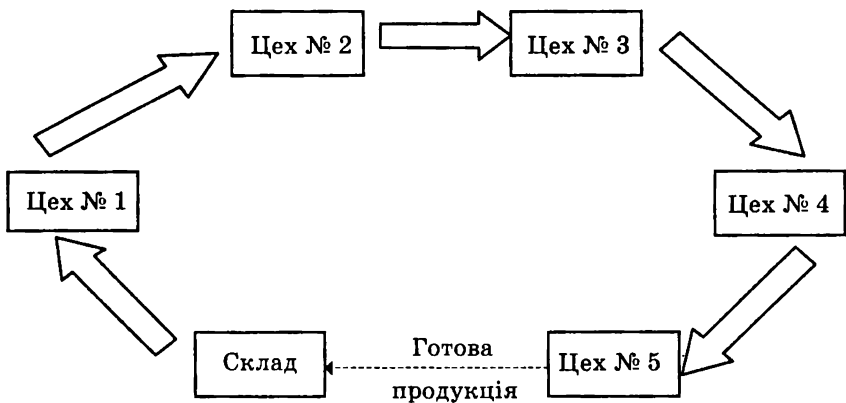 Цех № 2
Цех № 3
Цех № 1
Цех № 4
Склад
Готова
продукція
Цех № 5